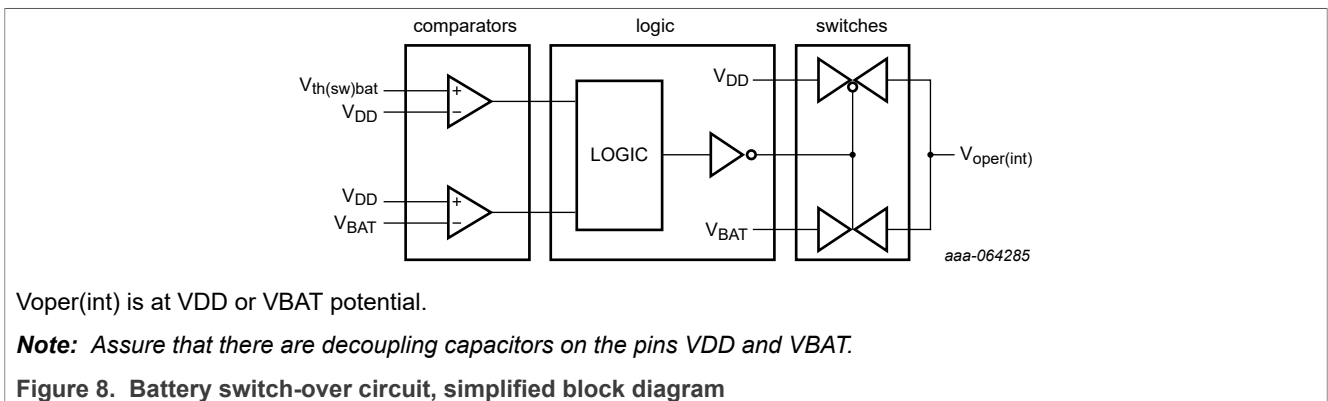 comparators logic switches
Vth(sw)bat
+
VDD
−
VDD
LOGIC
Voper(int)
VDD
+
VBAT
−
VBAT
aaa-064285
Voper(int) is at VDD or VBAT potential.
Note: Assure that there are decoupling capacitors on the pins VDD and VBAT.
Figure 8. Battery switch-over circuit, simplified block diagram